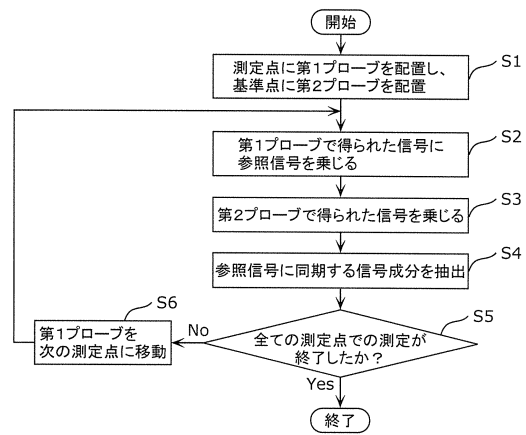 開始
測定点に第1プローブを配置し、
基準点に第2プローブを配置
S1
第1プローブで得られた信号に
参照信号を乗じる
S2
第2プローブで得られた信号を乗じる
S3
参照信号に同期する信号成分を抽出
S4
全ての測定点での測定が
終了したか？
S5
No
第1プローブを
次の測定点に移動
S6
Yes
終了